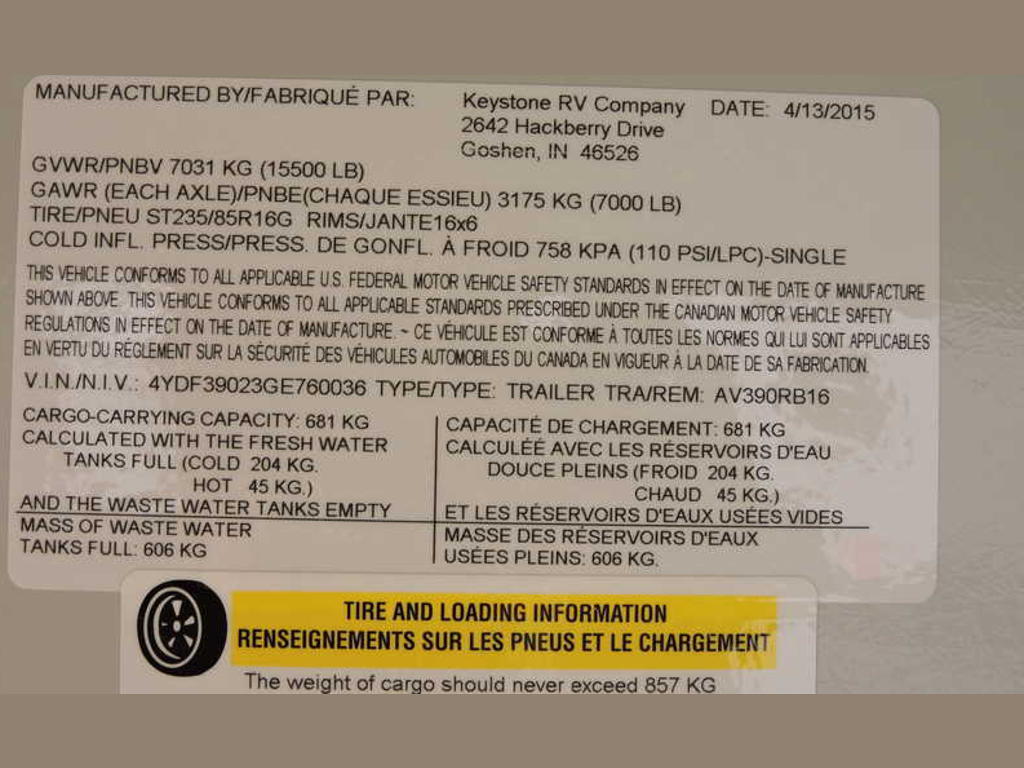 MANUFACTURED BY/FABRIQUÉ PAR: Keystone RV Company DATE: 4/13/2015
2642 Hackberry Drive
Goshen, IN 46526
GVWR/PNBV 7031 KG (15500 LB)
GAWR (EACH AXLE)/PNBE(CHAQUE ESSIEU) 3175 KG (7000 LB)
TIRE/PNEU ST235/85R16G RIMS/JANTE16x6
COLD INFL. PRESS/PRESS. DE GONFL. À FROID 758 KPA (110 PSI/LPC)-SINGLE
THIS VEHICLE CONFORMS TO ALL APPLICABLE U.S. FEDERAL MOTOR VEHICLE SAFETY STANDARDS IN EFFECT ON THE DATE OF MANUFACTURE
SHOWN ABOVE. THIS VEHICLE CONFORMS TO ALL APPLICABLE STANDARDS PRESCRIBED UNDER THE CANADIAN MOTOR VEHICLE SAFETY
REGULATIONS IN EFFECT ON THE DATE OF MANUFACTURE. ~ CE VÉHICULE EST CONFORME À TOUTES LES NORMES QUI LUI SONT APPLICABLES
EN VERTU DU RÉGLEMENT SUR LA SÉCURITÉ DES VÉHICULES AUTOMOBILES DU CANADA EN VIGUEUR À LA DATE DE SA FABRICATION.
V.I.N./N.I.V.: 4YDF39023GE760036 TYPE/TYPE: TRAILER TRA/REM: AV390RB16
CARGO-CARRYING CAPACITY: 681 KG
CALCULATED WITH THE FRESH WATER
TANKS FULL (COLD 204 KG.
HOT 45 KG.)
AND THE WASTE WATER TANKS EMPTY
MASS OF WASTE WATER
TANKS FULL: 606 KG
CAPACITÉ DE CHARGEMENT: 681 KG
CALCULÉE AVEC LES RÉSERVOIRS D'EAU
DOUCE PLEINS (FROID 204 KG.
CHAUD 45 KG.)
ET LES RÉSERVOIRS D'EAUX USÉES VIDES
MASSE DES RÉSERVOIRS D'EAUX
USÉES PLEINS: 606 KG.
TIRE AND LOADING INFORMATION
RENSEIGNEMENTS SUR LES PNEUS ET LE CHARGEMENT
The weight of cargo should never exceed 857 KG